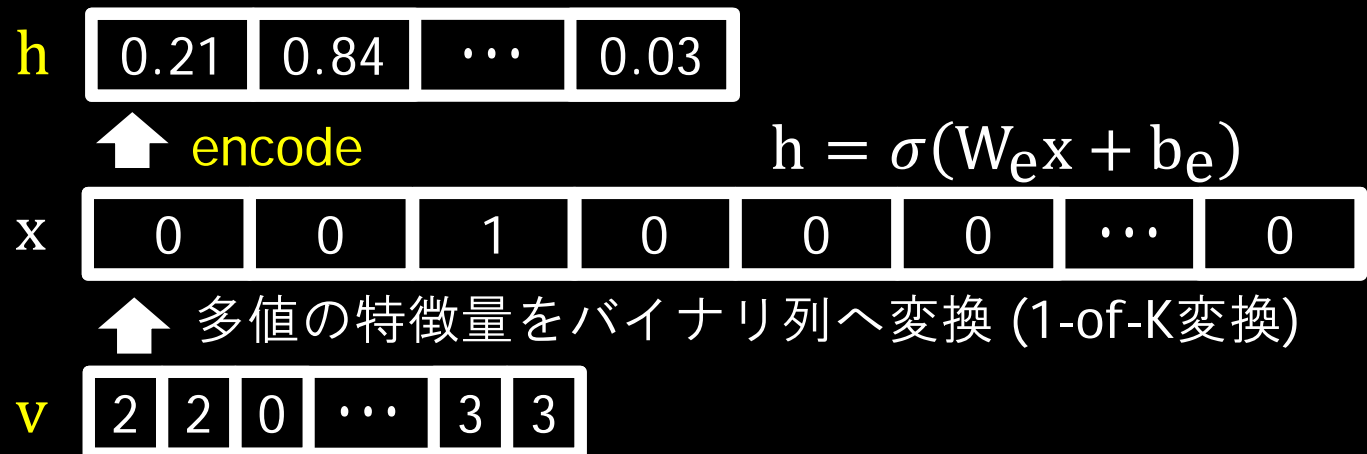 h 0.21 0.84 ··· 0.03
encode h = σ(Wₑx + bₑ)
x 0 0 1 0 0 0 ··· 0
多値の特徴量をバイナリ列へ変換 (1-of-K変換)
v 2 2 0 ··· 3 3